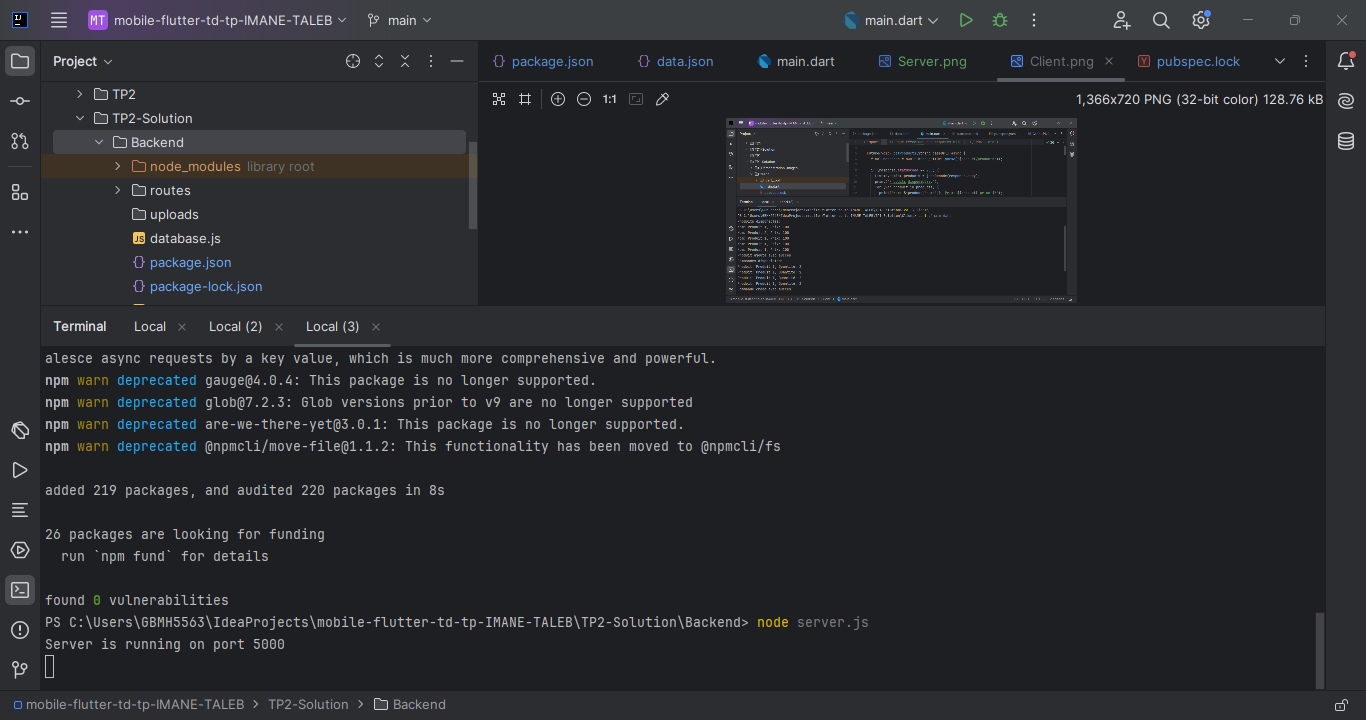 MT mobile-flutter-td-tp-IMANE-TALEB main main.dart
Project
package.json data.json main.dart Server.png Client.png pubspec.lock
1:1 1,366x720 PNG (32-bit color) 128.76 kB
TP2
TP2-Solution
Backend
node_modules library root
routes
uploads
JS database.js
package.json
package-lock.json
Terminal Local Local (2) Local (3)
alesce async requests by a key value, which is much more comprehensive and powerful.
npm warn deprecated gauge@4.0.4: This package is no longer supported.
npm warn deprecated glob@7.2.3: Glob versions prior to v9 are no longer supported
npm warn deprecated are-we-there-yet@3.0.1: This package is no longer supported.
npm warn deprecated @npmcli/move-file@1.1.2: This functionality has been moved to @npmcli/fs
added 219 packages, and audited 220 packages in 8s
26 packages are looking for funding
run `npm fund` for details
found 0 vulnerabilities
PS C:\Users\GBMH5563\IdeaProjects\mobile-flutter-td-tp-IMANE-TALEB\TP2-Solution\Backend> node server.js
Server is running on port 5000
mobile-flutter-td-tp-IMANE-TALEB > TP2-Solution > Backend